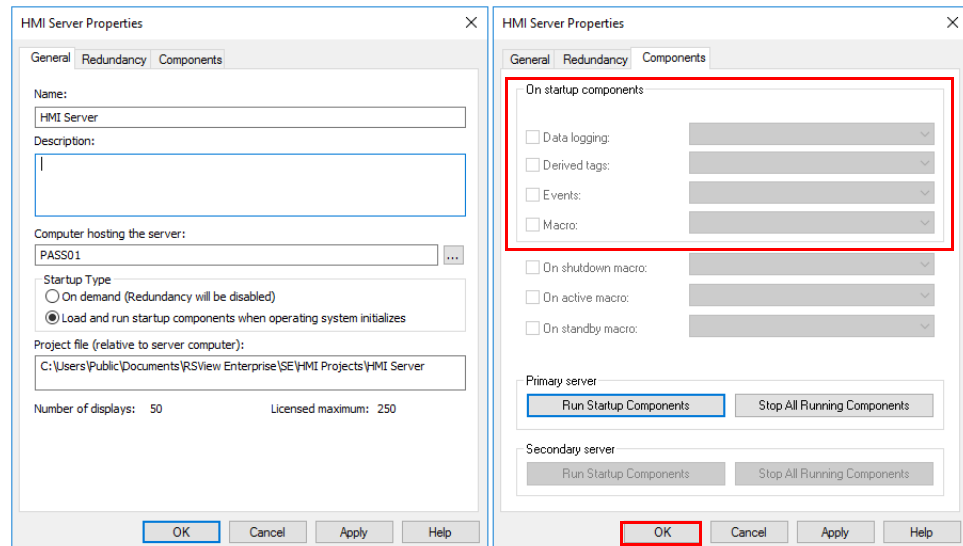 HMI Server Properties
General Redundancy Components
Name:
HMI Server
Description:
Computer hosting the server:
PASS01
...
Startup Type
On demand (Redundancy will be disabled)
Load and run startup components when operating system initializes
Project file (relative to server computer):
C:\Users\Public\Documents\RSView Enterprise\SE\HMI Projects\HMI Server
Number of displays: 50 Licensed maximum: 250
OK Cancel Apply Help
HMI Server Properties
General Redundancy Components
On startup components
Data logging:
Derived tags:
Events:
Macro:
On shutdown macro:
On active macro:
On standby macro:
Primary server
Run Startup Components Stop All Running Components
Secondary server
Run Startup Components Stop All Running Components
OK Cancel Apply Help